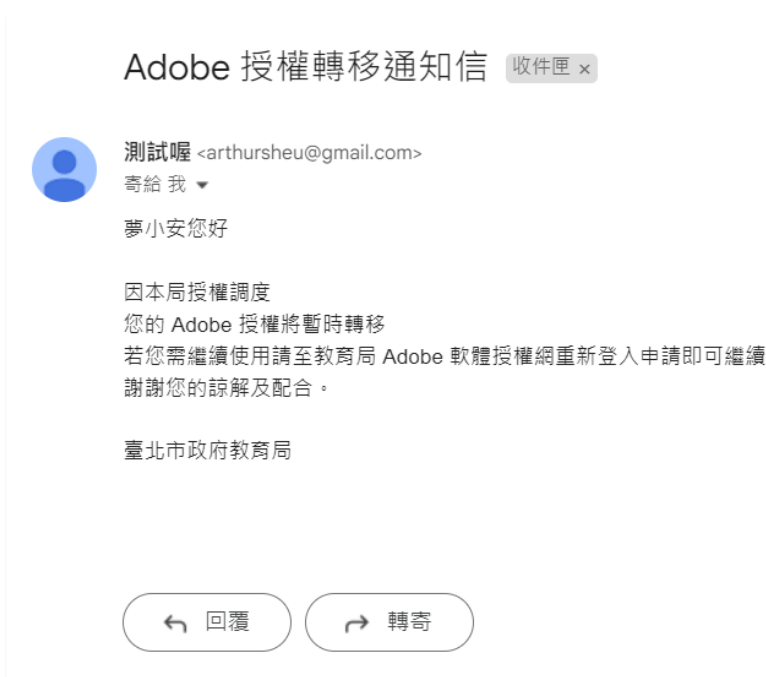 Adobe 授權轉移通知信 收件匣 ×
測試喔 <arthursheu@gmail.com>
寄給 我
夢小安您好
因本局授權調度
您的 Adobe 授權將暫時轉移
若您需繼續使用請至教育局 Adobe 軟體授權網重新登入申請即可繼續
謝謝您的諒解及配合。
臺北市政府教育局
回覆 轉寄